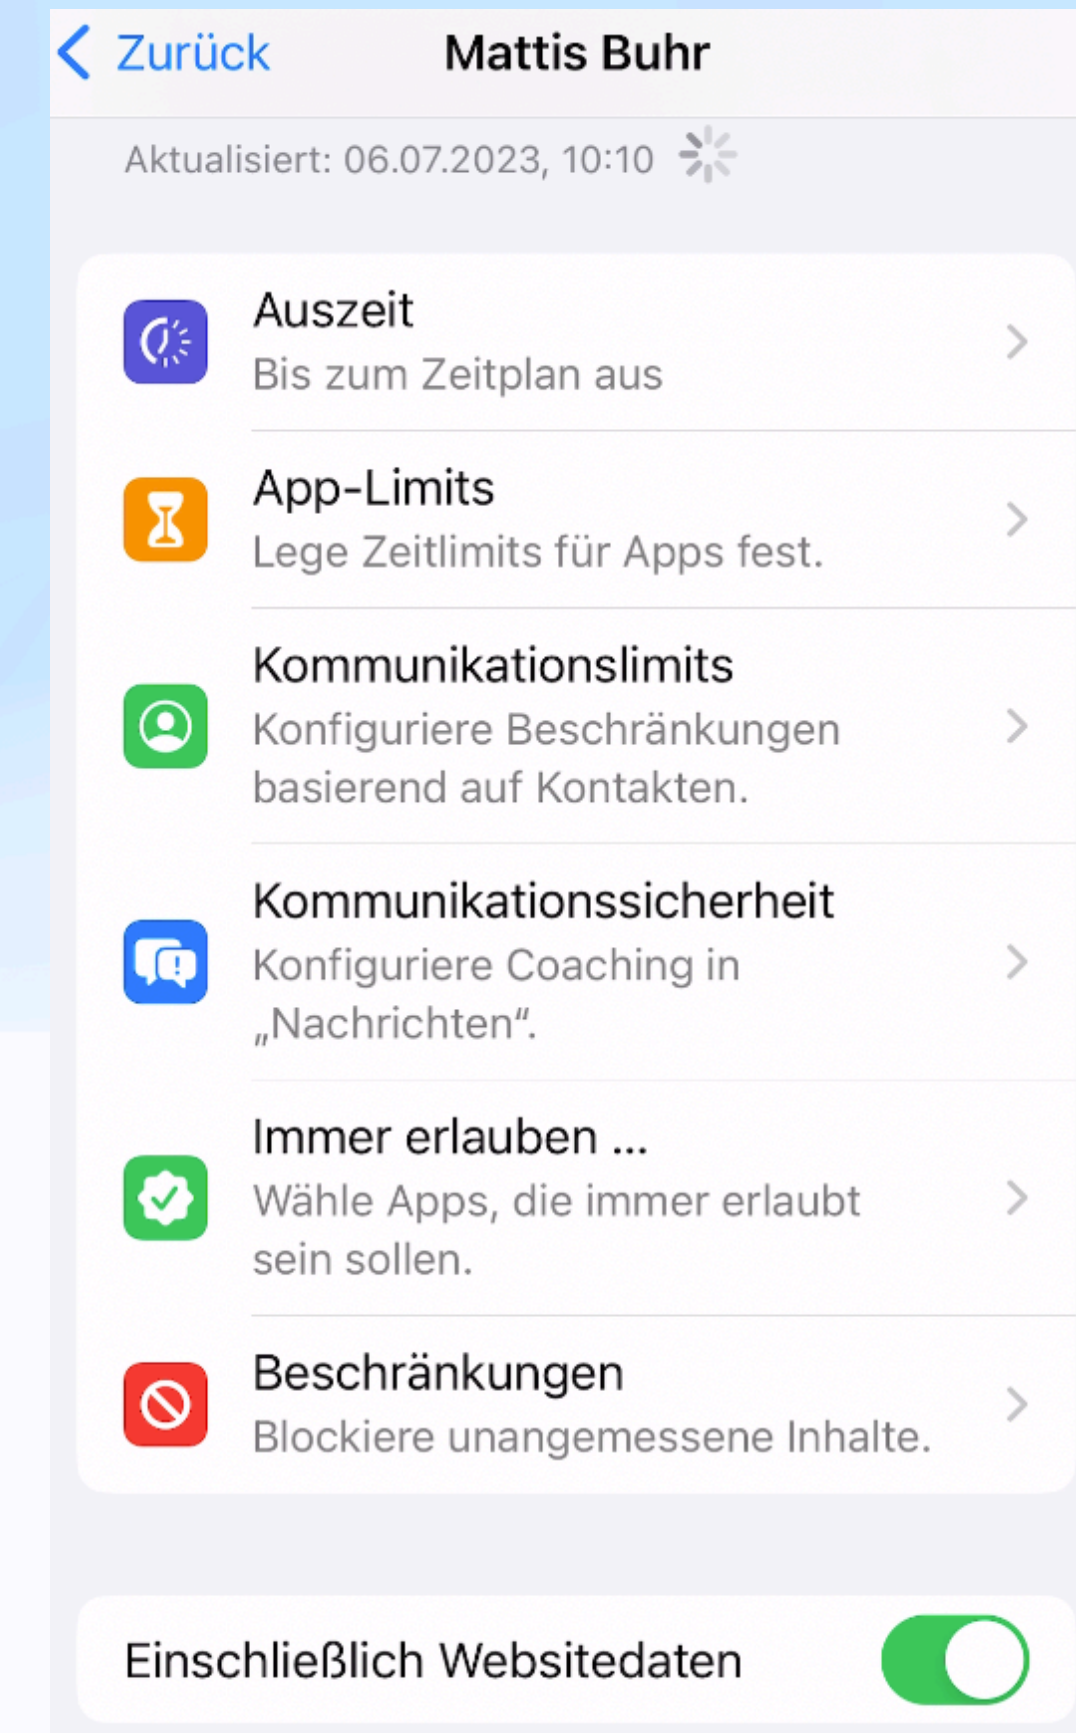 Zurück
Mattis Buhr
Aktualisiert: 06.07.2023, 10:10
Auszeit
Bis zum Zeitplan aus
App-Limits
Lege Zeitlimits für Apps fest.
Kommunikationslimits
Konfiguriere Beschränkungen
basierend auf Kontakten.
Kommunikationssicherheit
Konfiguriere Coaching in
„Nachrichten“.
Immer erlauben ...
Wähle Apps, die immer erlaubt
sein sollen.
Beschränkungen
Blockiere unangemessene Inhalte.
Einschließlich Websitedaten